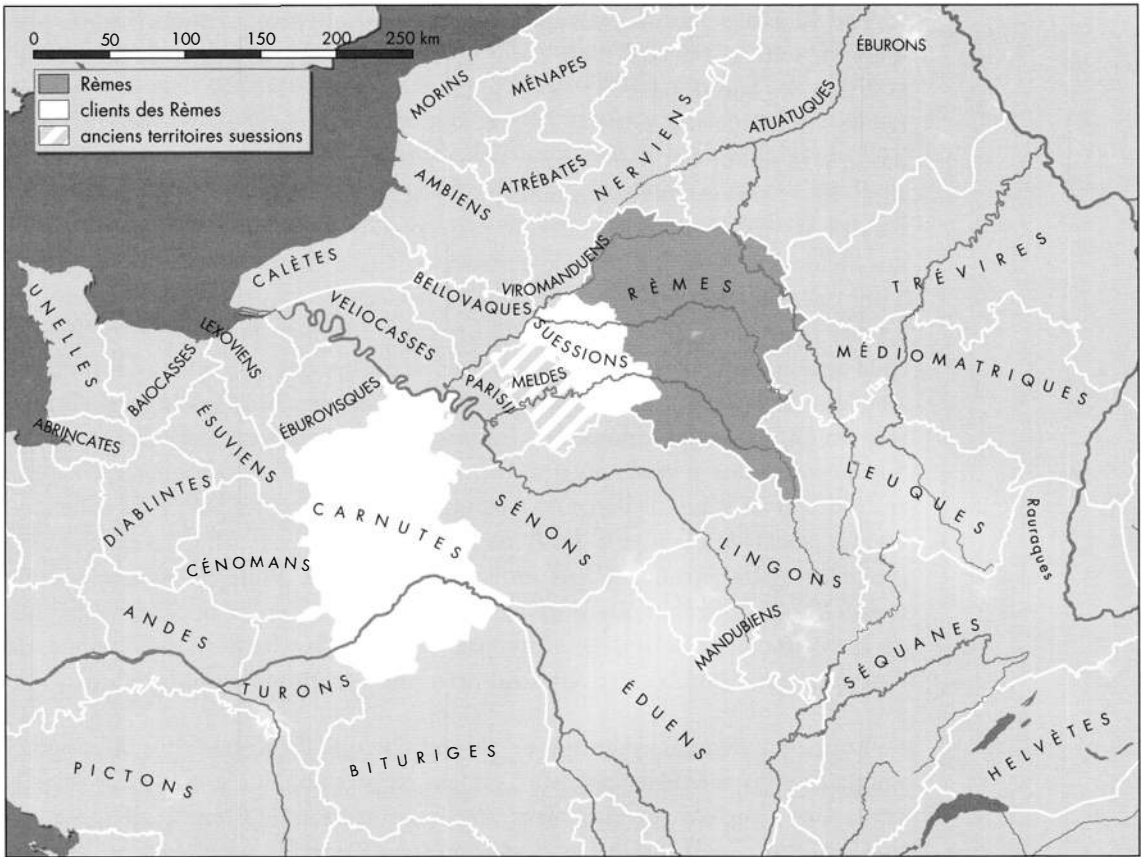 0 50 100 150 200 250 km
Rèmes
clients des Rèmes
anciens territoires suessions
ÉBURONS
MORINS
MÉNAPES
ATUATUQUES
NERVIENS
ATRÉBATES
AMBIENS
TRÉVIRES
CALÈTES
VIROMANDUENS
BELLOVAQUES
RÈMES
UNELLES
VELIOCASSES
LEXOVIENS
SUESSIONS
MÉDIOMATRIQUES
BAIOCASSES
MELDES
PARISII
ÉBUROVISQUES
ABRINCATES
ÉSUVIENS
LEUQUES
DIABLINTES
CARNUTES
SÉNONS
Rauraques
CÉNOMANS
LINGONS
ANDES
MANDUBIENS
SÉQUANES
TURONS
ÉDUENS
HELVÈTES
BITURIGES
PICTONS